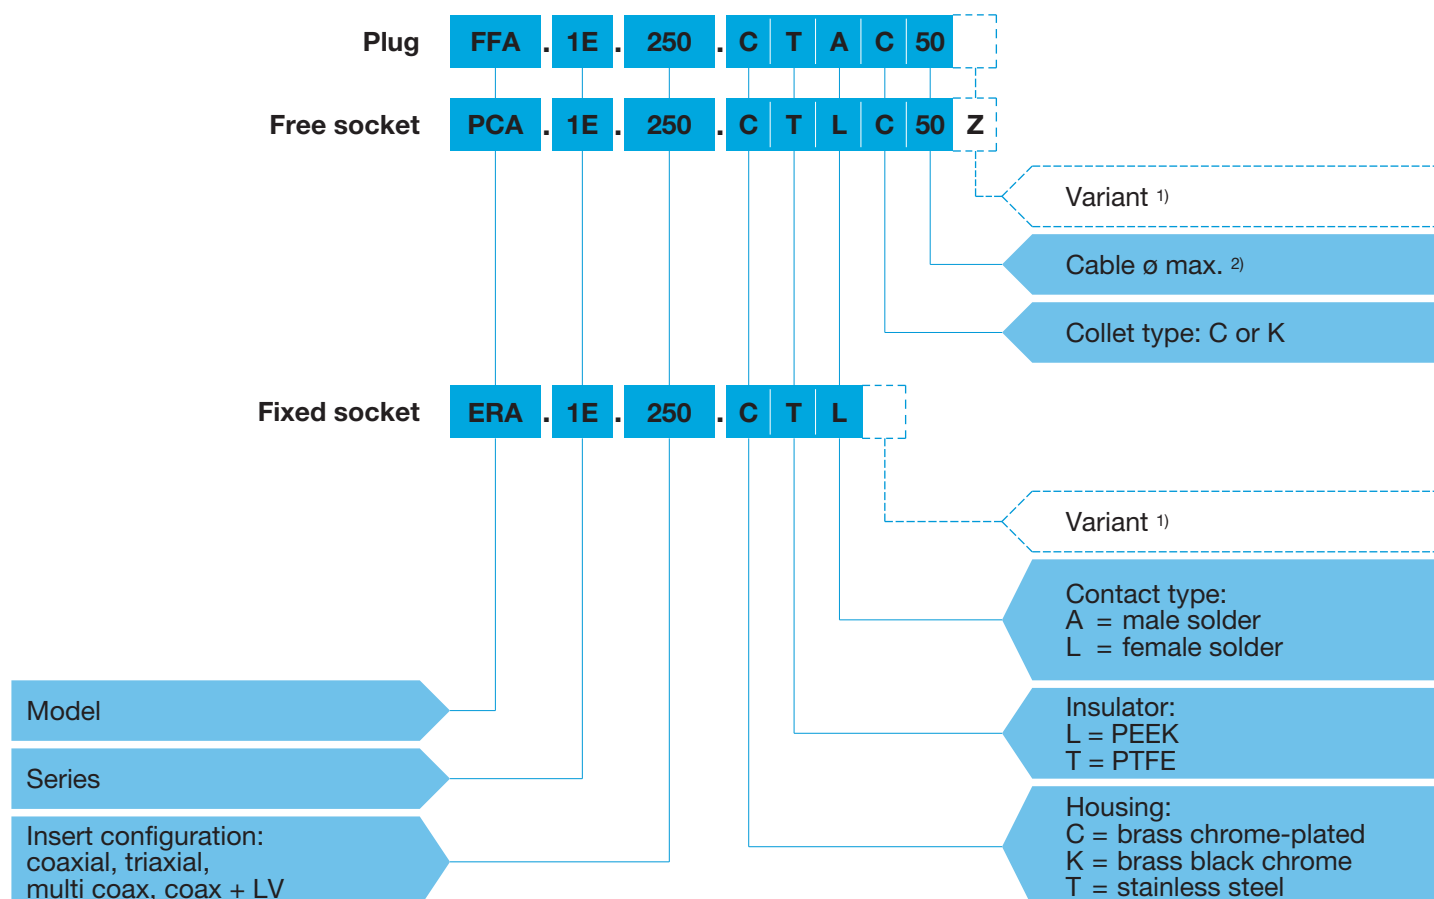 Plug FFA . 1E . 250 . C T A C 50
Free socket PCA . 1E . 250 . C T L C 50 Z
Variant 1)
Cable ø max. 2)
Collet type: C or K
Fixed socket ERA . 1E . 250 . C T L
Variant 1)
Contact type:
A = male solder
L = female solder
Model
Insulator:
L = PEEK
T = PTFE
Series
Housing:
C = brass chrome-plated
K = brass black chrome
T = stainless steel
Insert configuration:
coaxial, triaxial,
multi coax, coax + LV